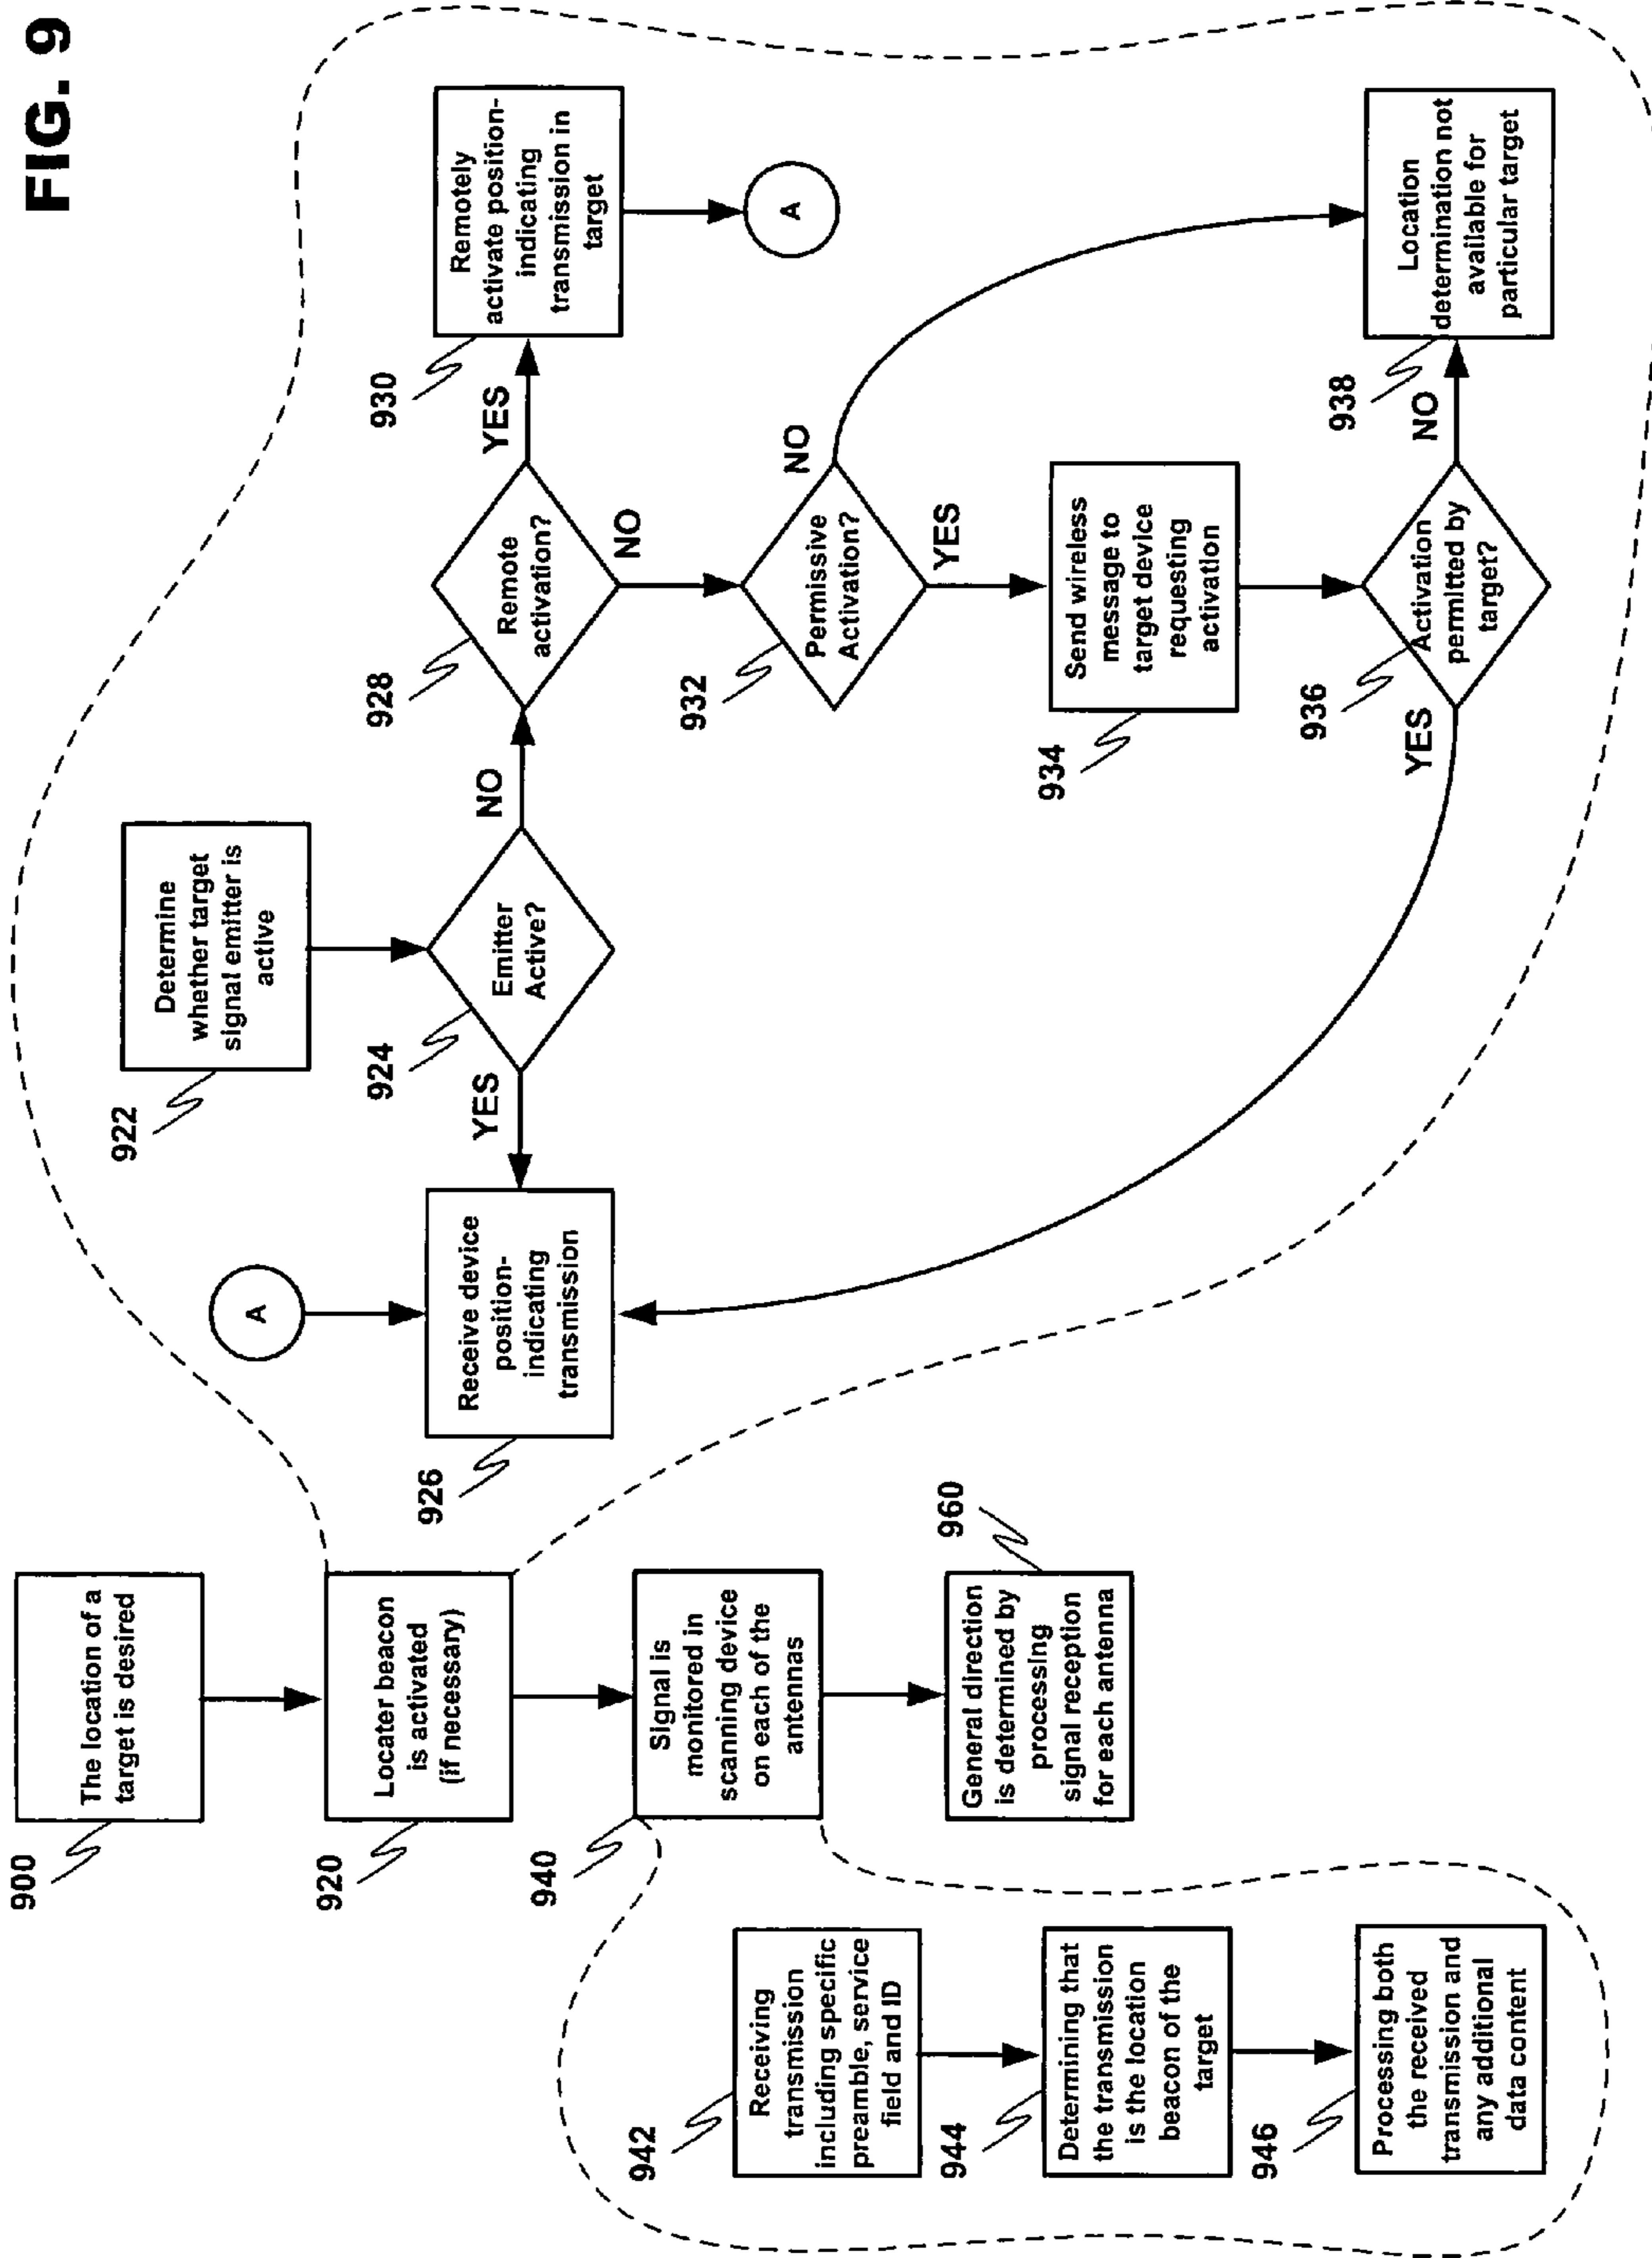 FIG. 9
900
The location of a
target is desired
920
Locater beacon
is activated
(if necessary)
940
Signal is
monitored in
scanning device
on each of the
antennas
960
General direction
is determined by
processing
signal reception
for each antenna
942
Receiving
transmission
including specific
preamble, service
field and ID
944
Determining that
the transmission
is the location
beacon of the
target
946
Processing both
the received
transmission and
any additional
data content
922
Determine
whether target
signal emitter is
active
924
Emitter
Active?
YES
NO
A
926
Receive device
position-
indicating
transmission
928
Remote
activation?
YES
NO
930
Remotely
activate position-
indicating
transmission in
target
A
932
Permissive
Activation?
NO
YES
934
Send wireless
message to
target device
requesting
activation
936
Activation
permitted by
target?
YES
NO
938
Location
determination not
available for
particular target